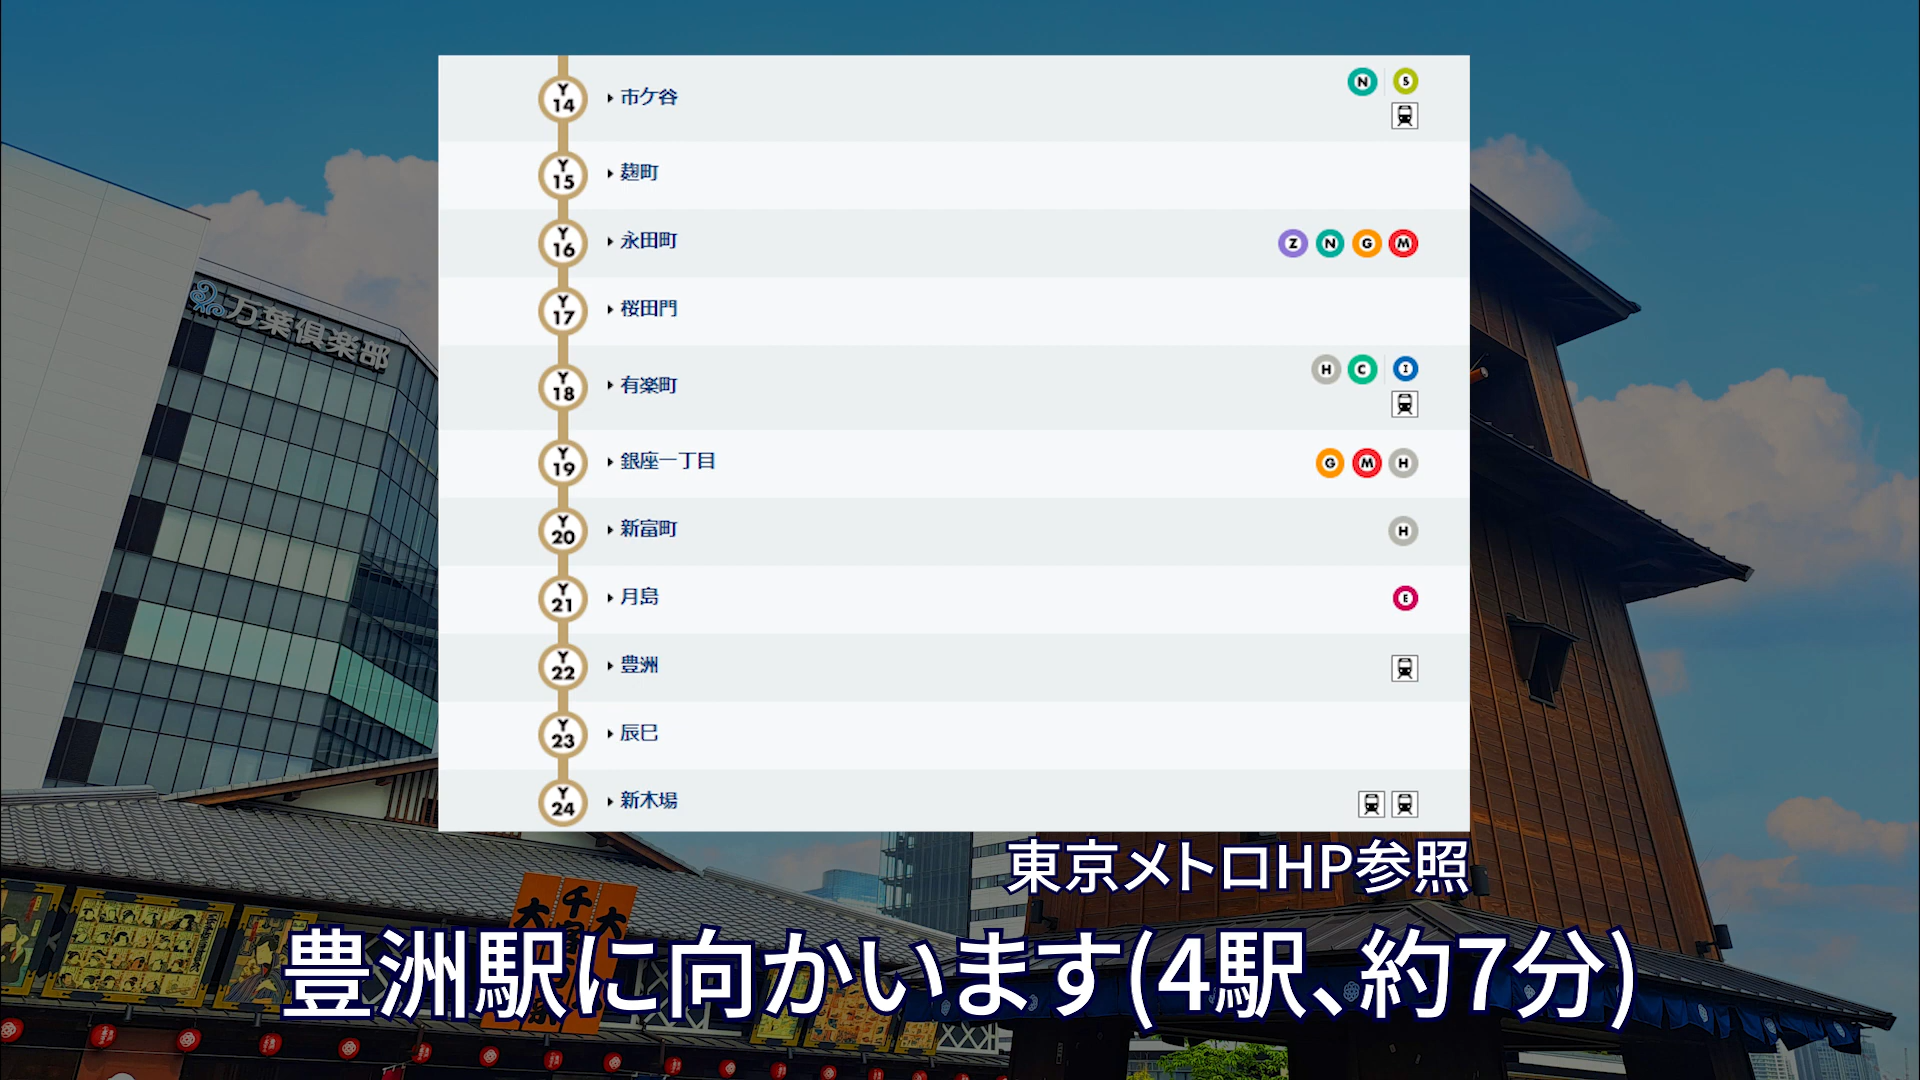 Y 14 市ケ谷 N S
Y 15 麹町
Y 16 永田町 Z N G M
Y 17 桜田門
Y 18 有楽町 H C I
Y 19 銀座一丁目 G M H
Y 20 新富町 H
Y 21 月島 E
Y 22 豊洲
Y 23 辰巳
Y 24 新木場
万葉倶楽部
東京メトロHP参照
豊洲駅に向かいます(4駅、約7分)